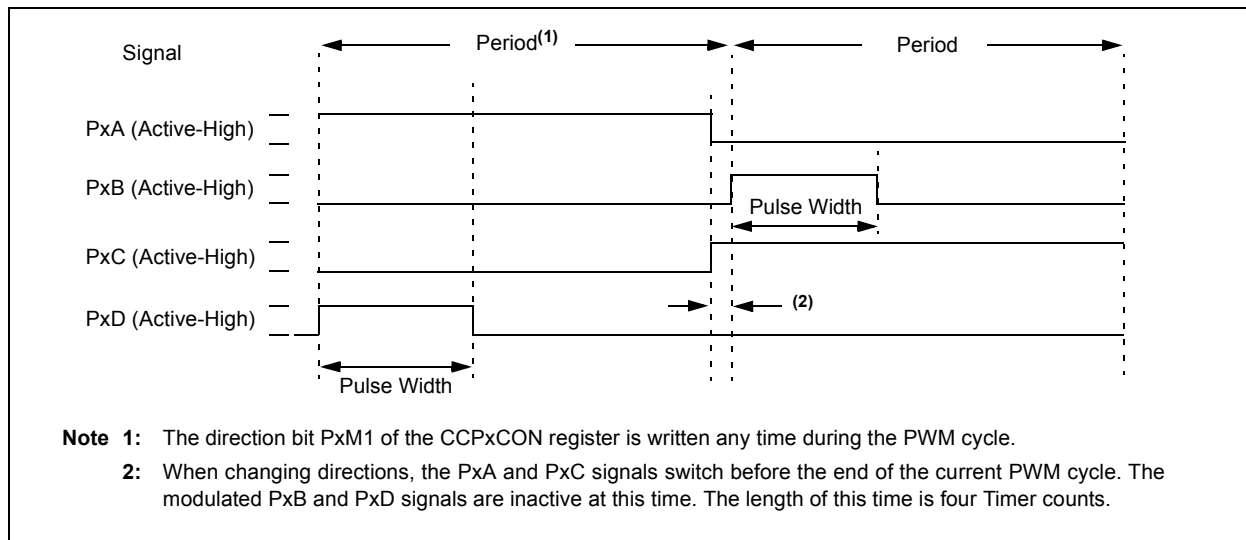 Signal
Period(1)
Period
PxA (Active-High)
PxB (Active-High)
Pulse Width
PxC (Active-High)
(2)
PxD (Active-High)
Pulse Width
Note 1: The direction bit PxM1 of the CCPxCON register is written any time during the PWM cycle.
2: When changing directions, the PxA and PxC signals switch before the end of the current PWM cycle. The
modulated PxB and PxD signals are inactive at this time. The length of this time is four Timer counts.